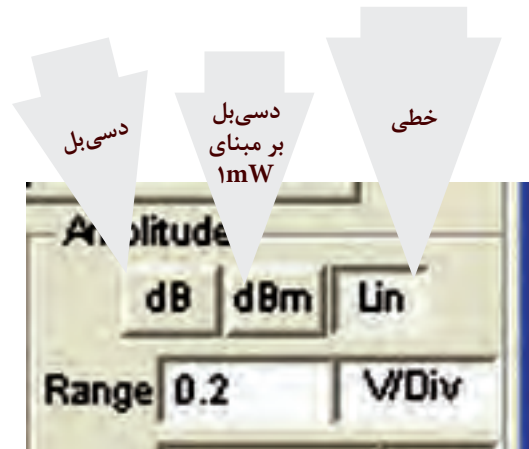 خطی
دسی‌بل
بر مبنای
۱mW
دسی‌بل
Amplitude
dB dBm Lin
Range 0.2 V/Div